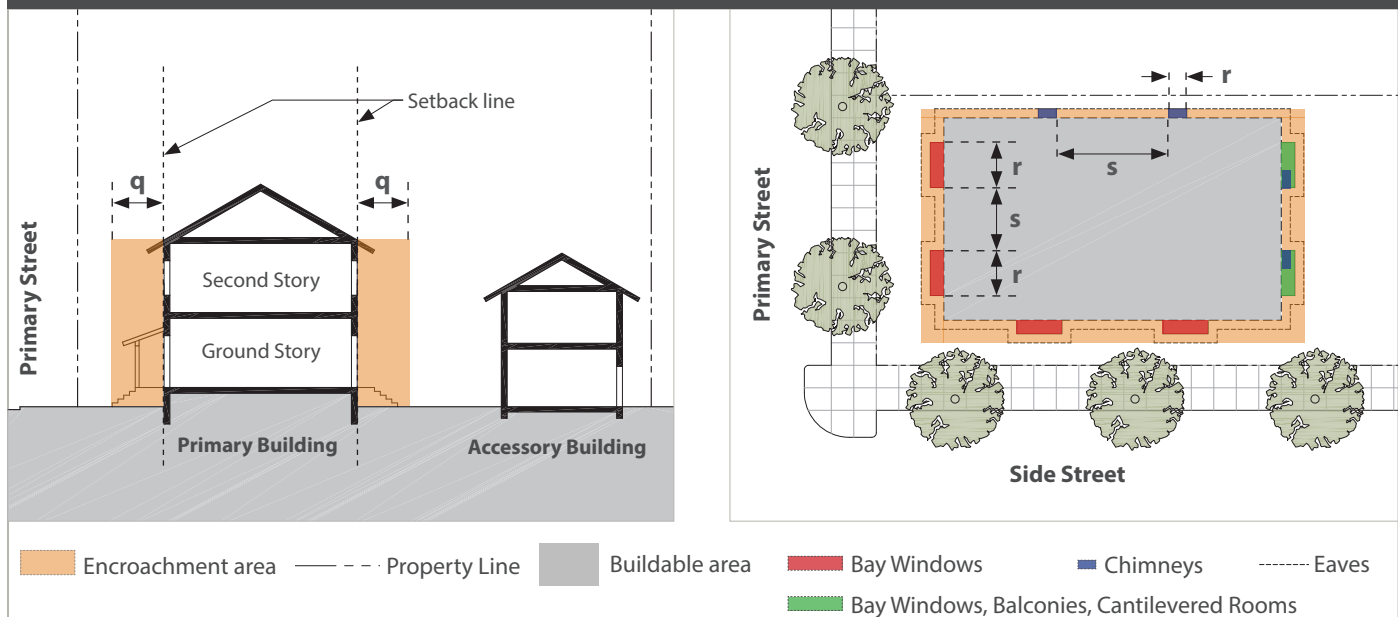 Setback line
q
q
Primary Street
Second Story
Ground Story
Primary Building
Accessory Building
r
s
r
s
r
Primary Street
Side Street
Encroachment area
Property Line
Buildable area
Bay Windows
Chimneys
Eaves
Bay Windows, Balconies, Cantilevered Rooms